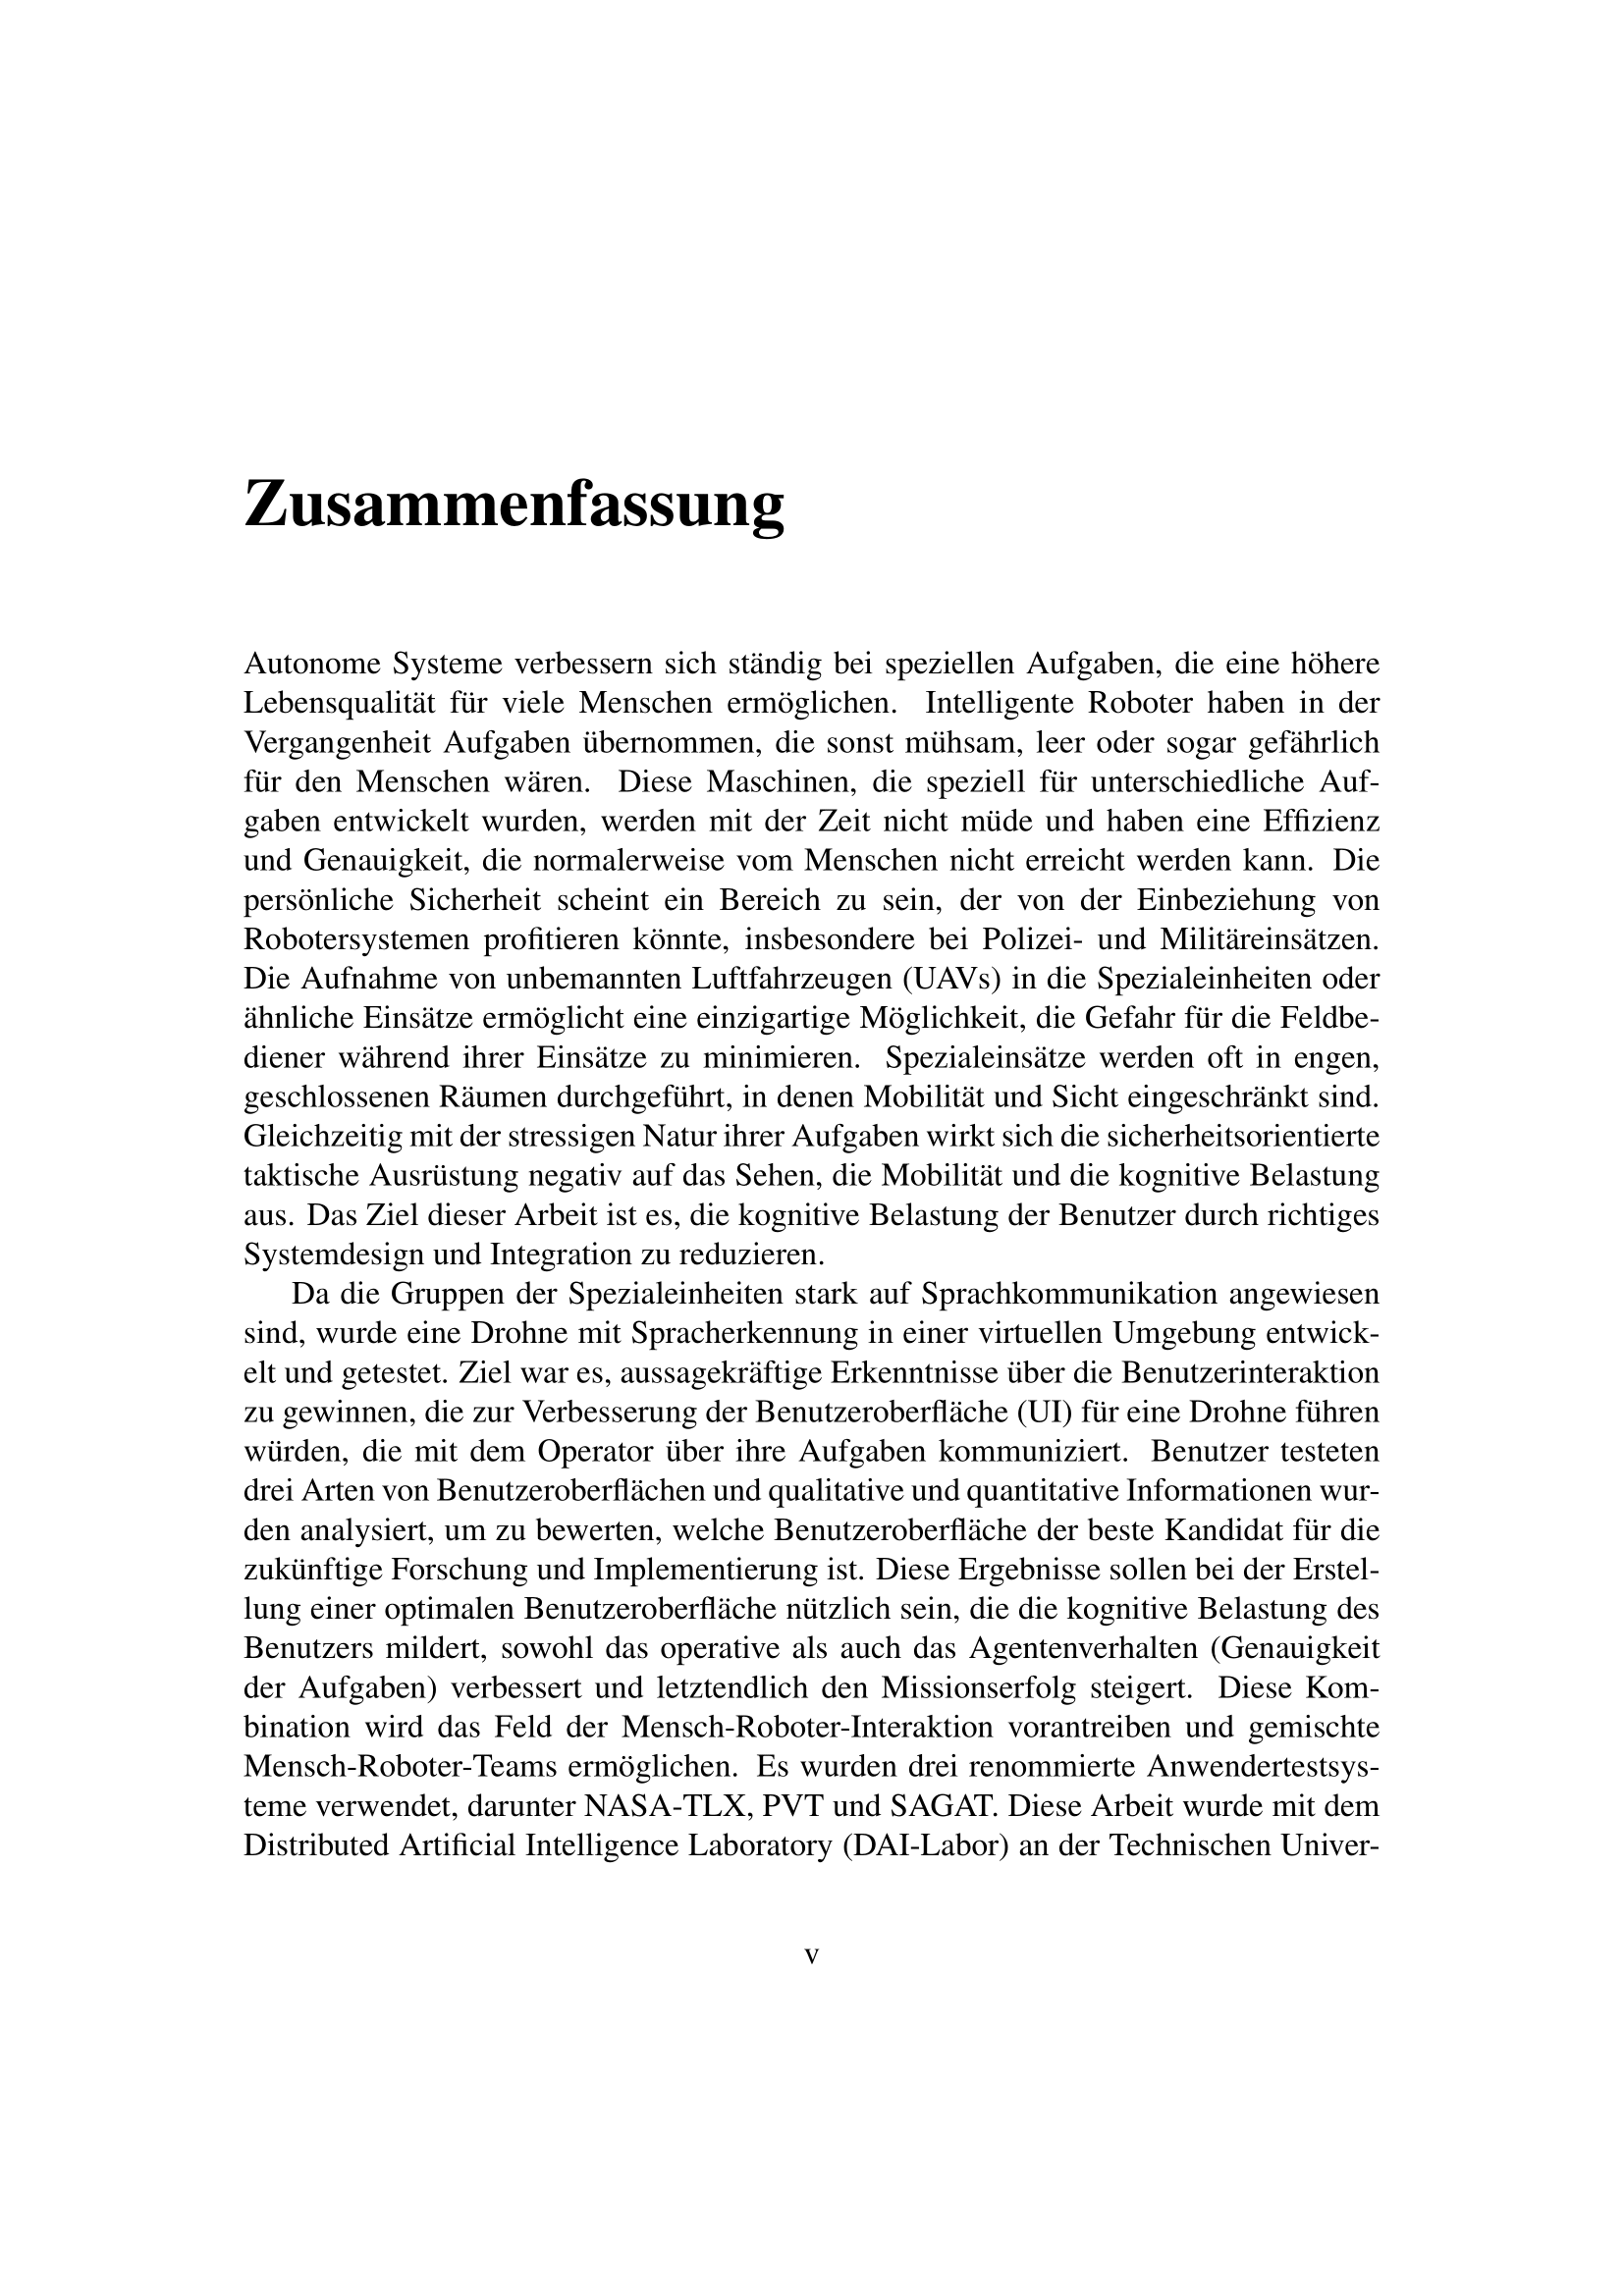 Zusammenfassung
Autonome Systeme verbessern sich ständig bei speziellen Aufgaben, die eine höhere
Lebensqualität für viele Menschen ermöglichen. Intelligente Roboter haben in der
Vergangenheit Aufgaben übernommen, die sonst mühsam, leer oder sogar gefährlich
für den Menschen wären. Diese Maschinen, die speziell für unterschiedliche Auf-
gaben entwickelt wurden, werden mit der Zeit nicht müde und haben eine Effizienz
und Genauigkeit, die normalerweise vom Menschen nicht erreicht werden kann. Die
persönliche Sicherheit scheint ein Bereich zu sein, der von der Einbeziehung von
Robotersystemen profitieren könnte, insbesondere bei Polizei- und Militäreinsätzen.
Die Aufnahme von unbemannten Luftfahrzeugen (UAVs) in die Spezialeinheiten oder
ähnliche Einsätze ermöglicht eine einzigartige Möglichkeit, die Gefahr für die Feldbe-
diener während ihrer Einsätze zu minimieren. Spezialeinsätze werden oft in engen,
geschlossenen Räumen durchgeführt, in denen Mobilität und Sicht eingeschränkt sind.
Gleichzeitig mit der stressigen Natur ihrer Aufgaben wirkt sich die sicherheitsorientierte
taktische Ausrüstung negativ auf das Sehen, die Mobilität und die kognitive Belastung
aus. Das Ziel dieser Arbeit ist es, die kognitive Belastung der Benutzer durch richtiges
Systemdesign und Integration zu reduzieren.
Da die Gruppen der Spezialeinheiten stark auf Sprachkommunikation angewiesen
sind, wurde eine Drohne mit Spracherkennung in einer virtuellen Umgebung entwick-
elt und getestet. Ziel war es, aussagekräftige Erkenntnisse über die Benutzerinteraktion
zu gewinnen, die zur Verbesserung der Benutzeroberfläche (UI) für eine Drohne führen
würden, die mit dem Operator über ihre Aufgaben kommuniziert. Benutzer testeten
drei Arten von Benutzeroberflächen und qualitative und quantitative Informationen wur-
den analysiert, um zu bewerten, welche Benutzeroberfläche der beste Kandidat für die
zukünftige Forschung und Implementierung ist. Diese Ergebnisse sollen bei der Erstel-
lung einer optimalen Benutzeroberfläche nützlich sein, die die kognitive Belastung des
Benutzers mildert, sowohl das operative als auch das Agentenverhalten (Genauigkeit
der Aufgaben) verbessert und letztendlich den Missionserfolg steigert. Diese Kom-
bination wird das Feld der Mensch-Roboter-Interaktion vorantreiben und gemischte
Mensch-Roboter-Teams ermöglichen. Es wurden drei renommierte Anwendertestsys-
teme verwendet, darunter NASA-TLX, PVT und SAGAT. Diese Arbeit wurde mit dem
Distributed Artificial Intelligence Laboratory (DAI-Labor) an der Technischen Univer-
v